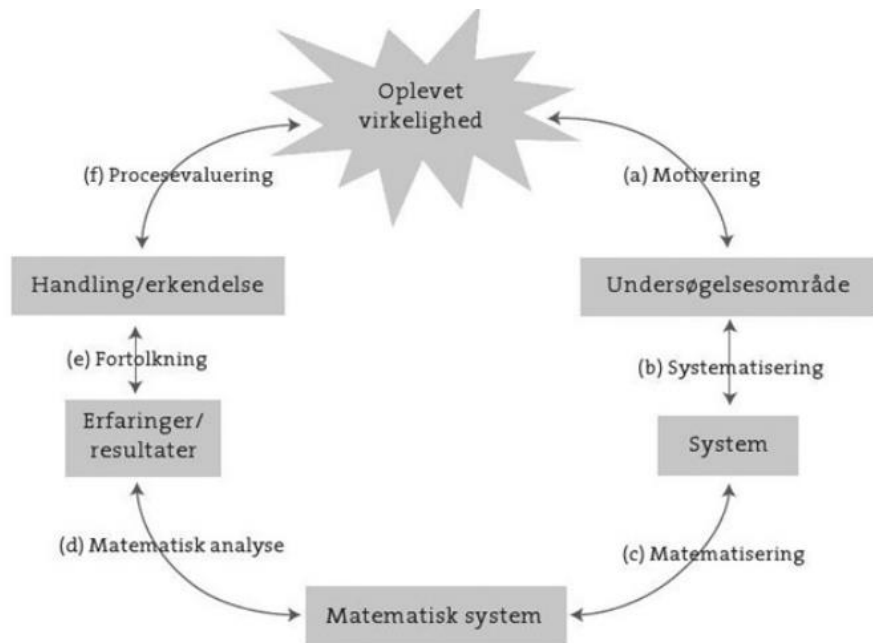 Oplevet
virkelighed
(f) Procesevaluering
(a) Motivering
Handling/erkendelse
Undersøgelsesområde
(e) Fortolkning
(b) Systematisering
Erfaringer/
resultater
System
(d) Matematisk analyse
(c) Matematisering
Matematisk system